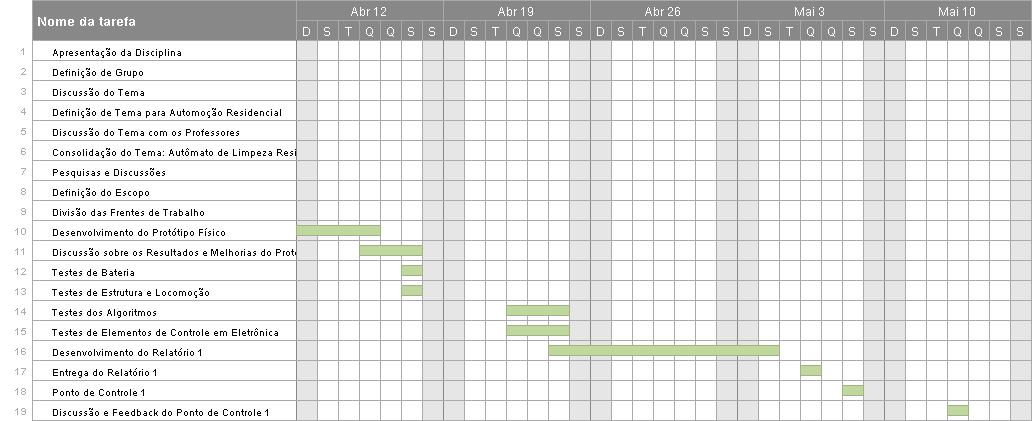 Nome da tarefa
Abr 12 Abr 19 Abr 26 Mai 3 Mai 10
D S T Q Q S S D S T Q Q S S D S T Q Q S S D S T Q Q S S D S T Q Q S S
1 Apresentação da Disciplina
2 Definição de Grupo
3 Discussão do Tema
4 Definição de Tema para Automoção Residencial
5 Discussão do Tema com os Professores
6 Consolidação do Tema: Autômato de Limpeza Resi
7 Pesquisas e Discussões
8 Definição do Escopo
9 Divisão das Frentes de Trabalho
10 Desenvolvimento do Protótipo Físico
11 Discussão sobre os Resultados e Melhorias do Proto
12 Testes de Bateria
13 Testes de Estrutura e Locomoção
14 Testes dos Algoritmos
15 Testes de Elementos de Controle em Eletrônica
16 Desenvolvimento do Relatório 1
17 Entrega do Relatório 1
18 Ponto de Controle 1
19 Discussão e Feedback do Ponto de Controle 1